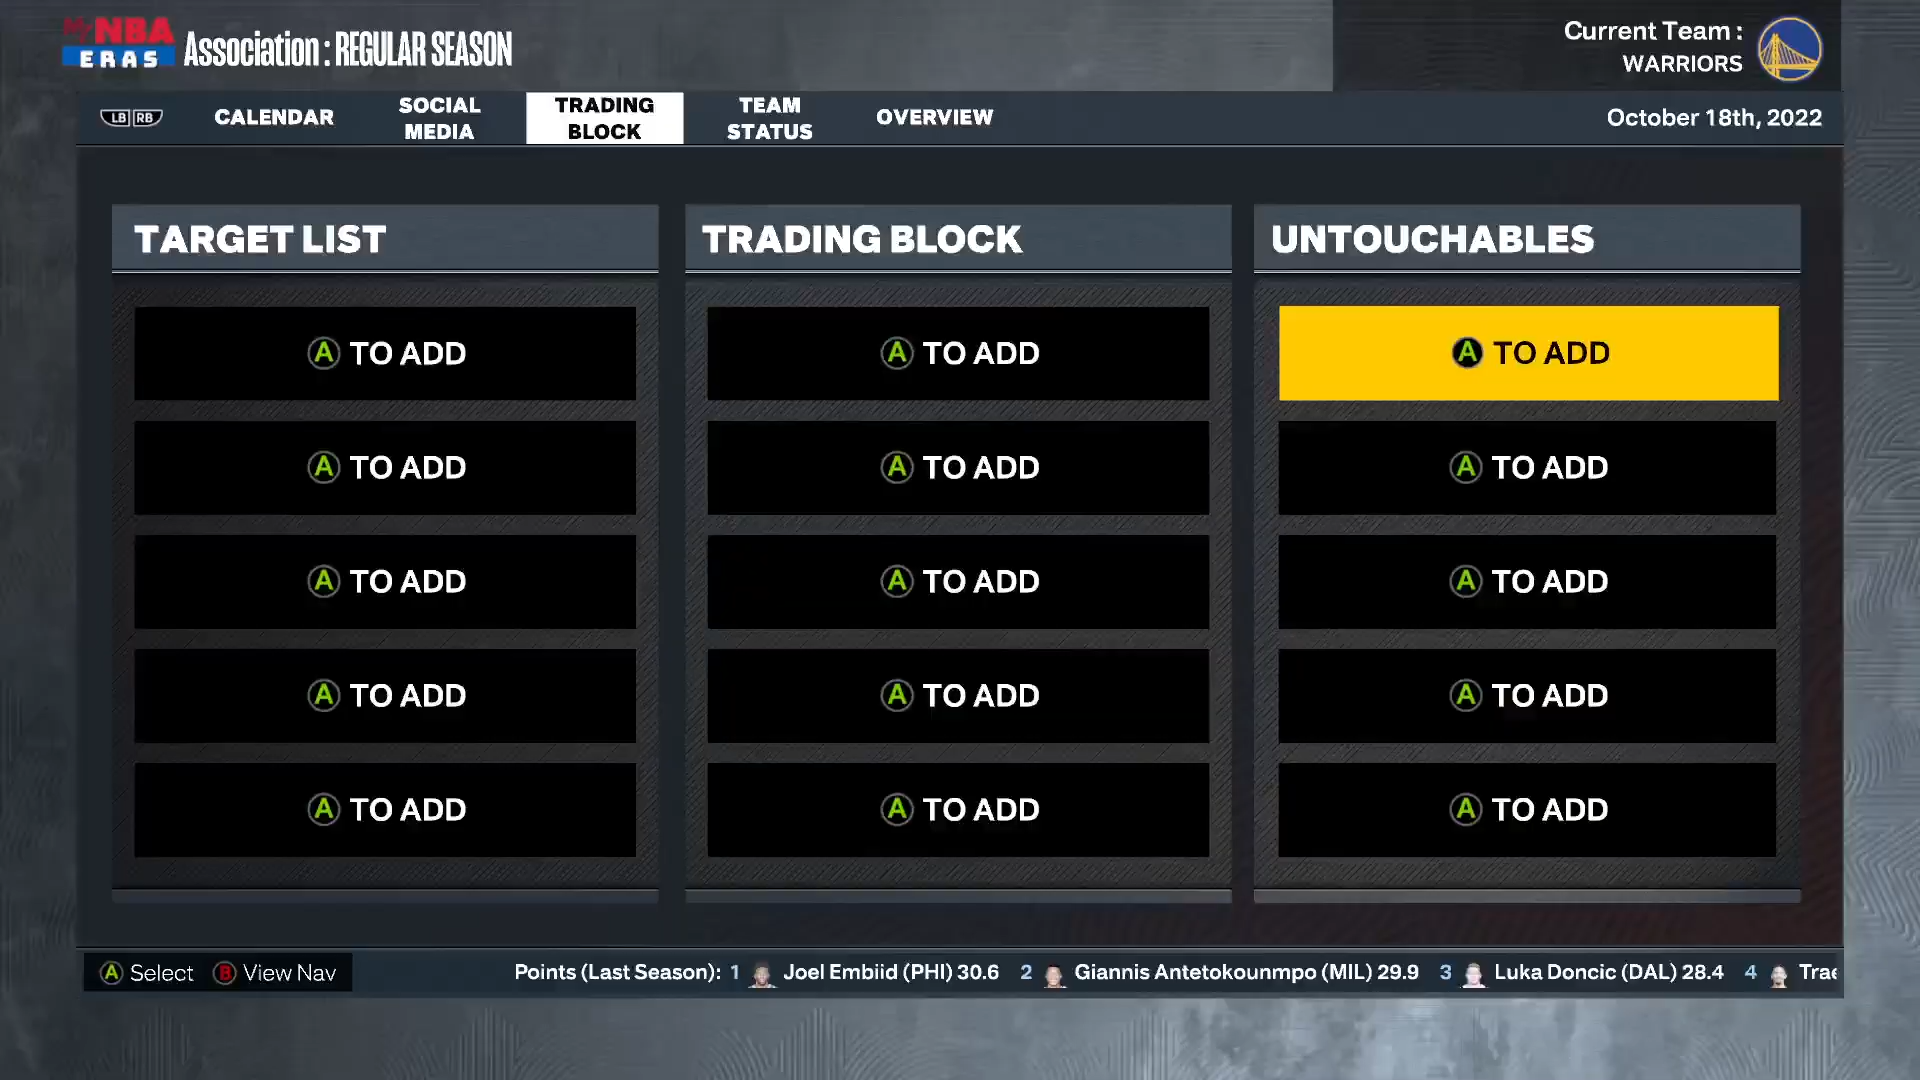 MyNBA
ERAS
Association : REGULAR SEASON
Current Team :
WARRIORS
LB RB
CALENDAR
SOCIAL
MEDIA
TRADING
BLOCK
TEAM
STATUS
OVERVIEW
October 18th, 2022
TARGET LIST
A TO ADD
A TO ADD
A TO ADD
A TO ADD
A TO ADD
TRADING BLOCK
A TO ADD
A TO ADD
A TO ADD
A TO ADD
A TO ADD
UNTOUCHABLES
A TO ADD
A TO ADD
A TO ADD
A TO ADD
A TO ADD
A Select B View Nav
Points (Last Season): 1 Joel Embiid (PHI) 30.6 2 Giannis Antetokounmpo (MIL) 29.9 3 Luka Doncic (DAL) 28.4 4 Trae